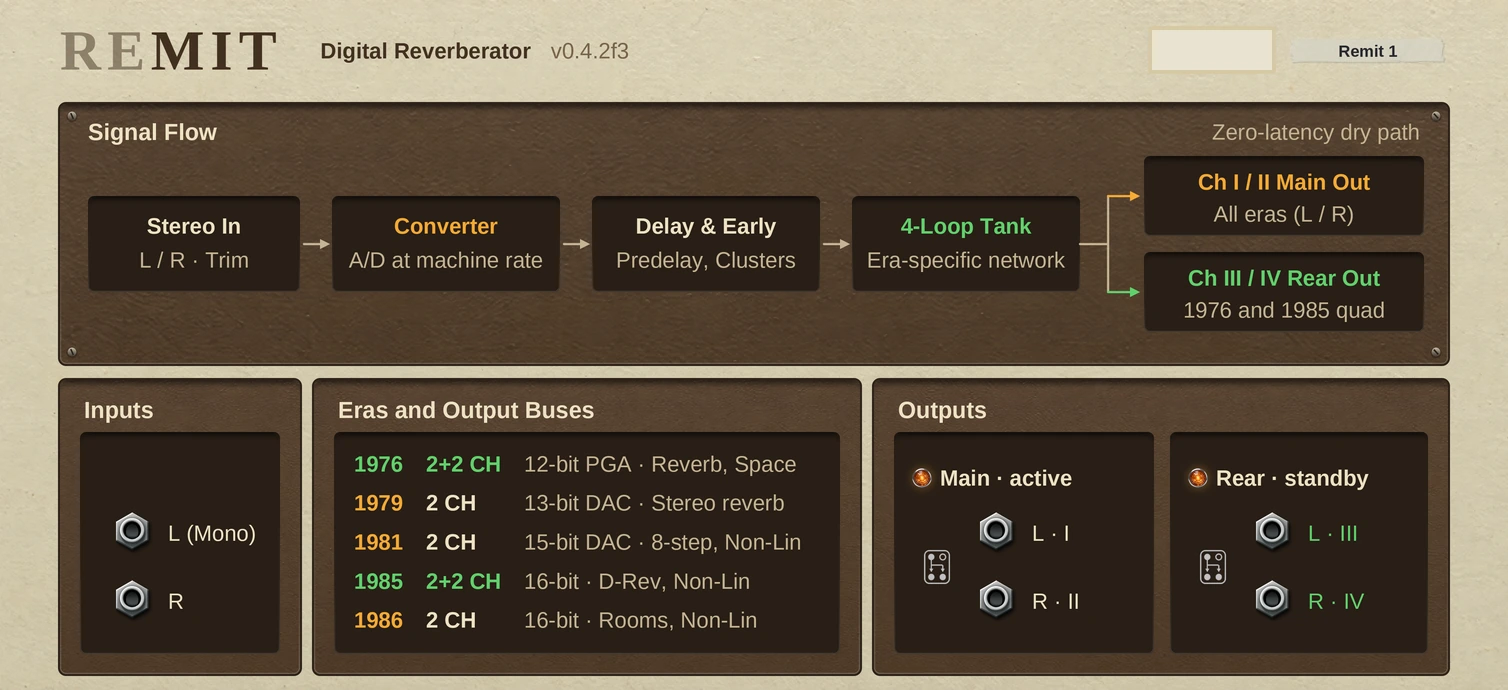 REMIT Digital Reverberator v0.4.2f3
Remit 1
Signal Flow
Zero-latency dry path
Stereo In
L / R · Trim
Converter
A/D at machine rate
Delay & Early
Predelay, Clusters
4-Loop Tank
Era-specific network
Ch I / II Main Out
All eras (L / R)
Ch III / IV Rear Out
1976 and 1985 quad
Inputs
L (Mono)
R
Eras and Output Buses
1976 2+2 CH 12-bit PGA · Reverb, Space
1979 2 CH 13-bit DAC · Stereo reverb
1981 2 CH 15-bit DAC · 8-step, Non-Lin
1985 2+2 CH 16-bit · D-Rev, Non-Lin
1986 2 CH 16-bit · Rooms, Non-Lin
Outputs
Main · active
L · I
R · II
Rear · standby
L · III
R · IV